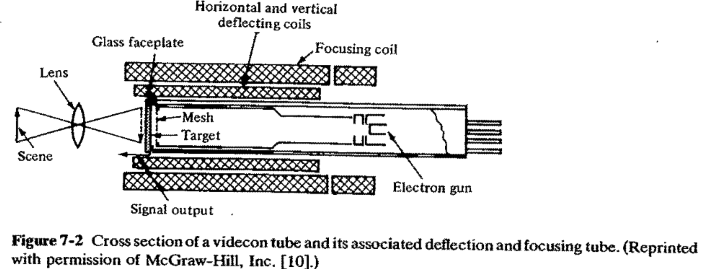 Horizontal and vertical
deflecting coils
Glass faceplate
Focusing coil
Lens
Mesh
Target
Scene
Electron gun
Signal output
Figure 7-2 Cross section of a videcon tube and its associated deflection and focusing tube. (Reprinted
with permission of McGraw-Hill, Inc. [10].)